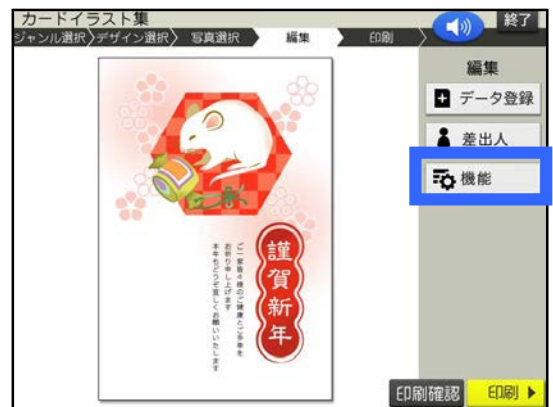 カードイラスト集
終了
ジャンル選択〉デザイン選択〉 写真選択 編集 印刷
編集
データ登録
差出人
機能
謹賀新年
ご一家皆々様のご健康とご多幸を
お祈り申し上げます
本年もどうぞ宜しくお願いいたします
印刷確認
印刷